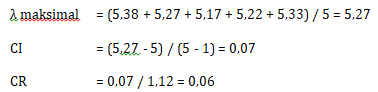 λ maksimal = (5,38 + 5,27 + 5,17 + 5,22 + 5,33) / 5 = 5,27
CI = (5,27 - 5) / (5 - 1) = 0,07
CR = 0,07 / 1,12 = 0,06